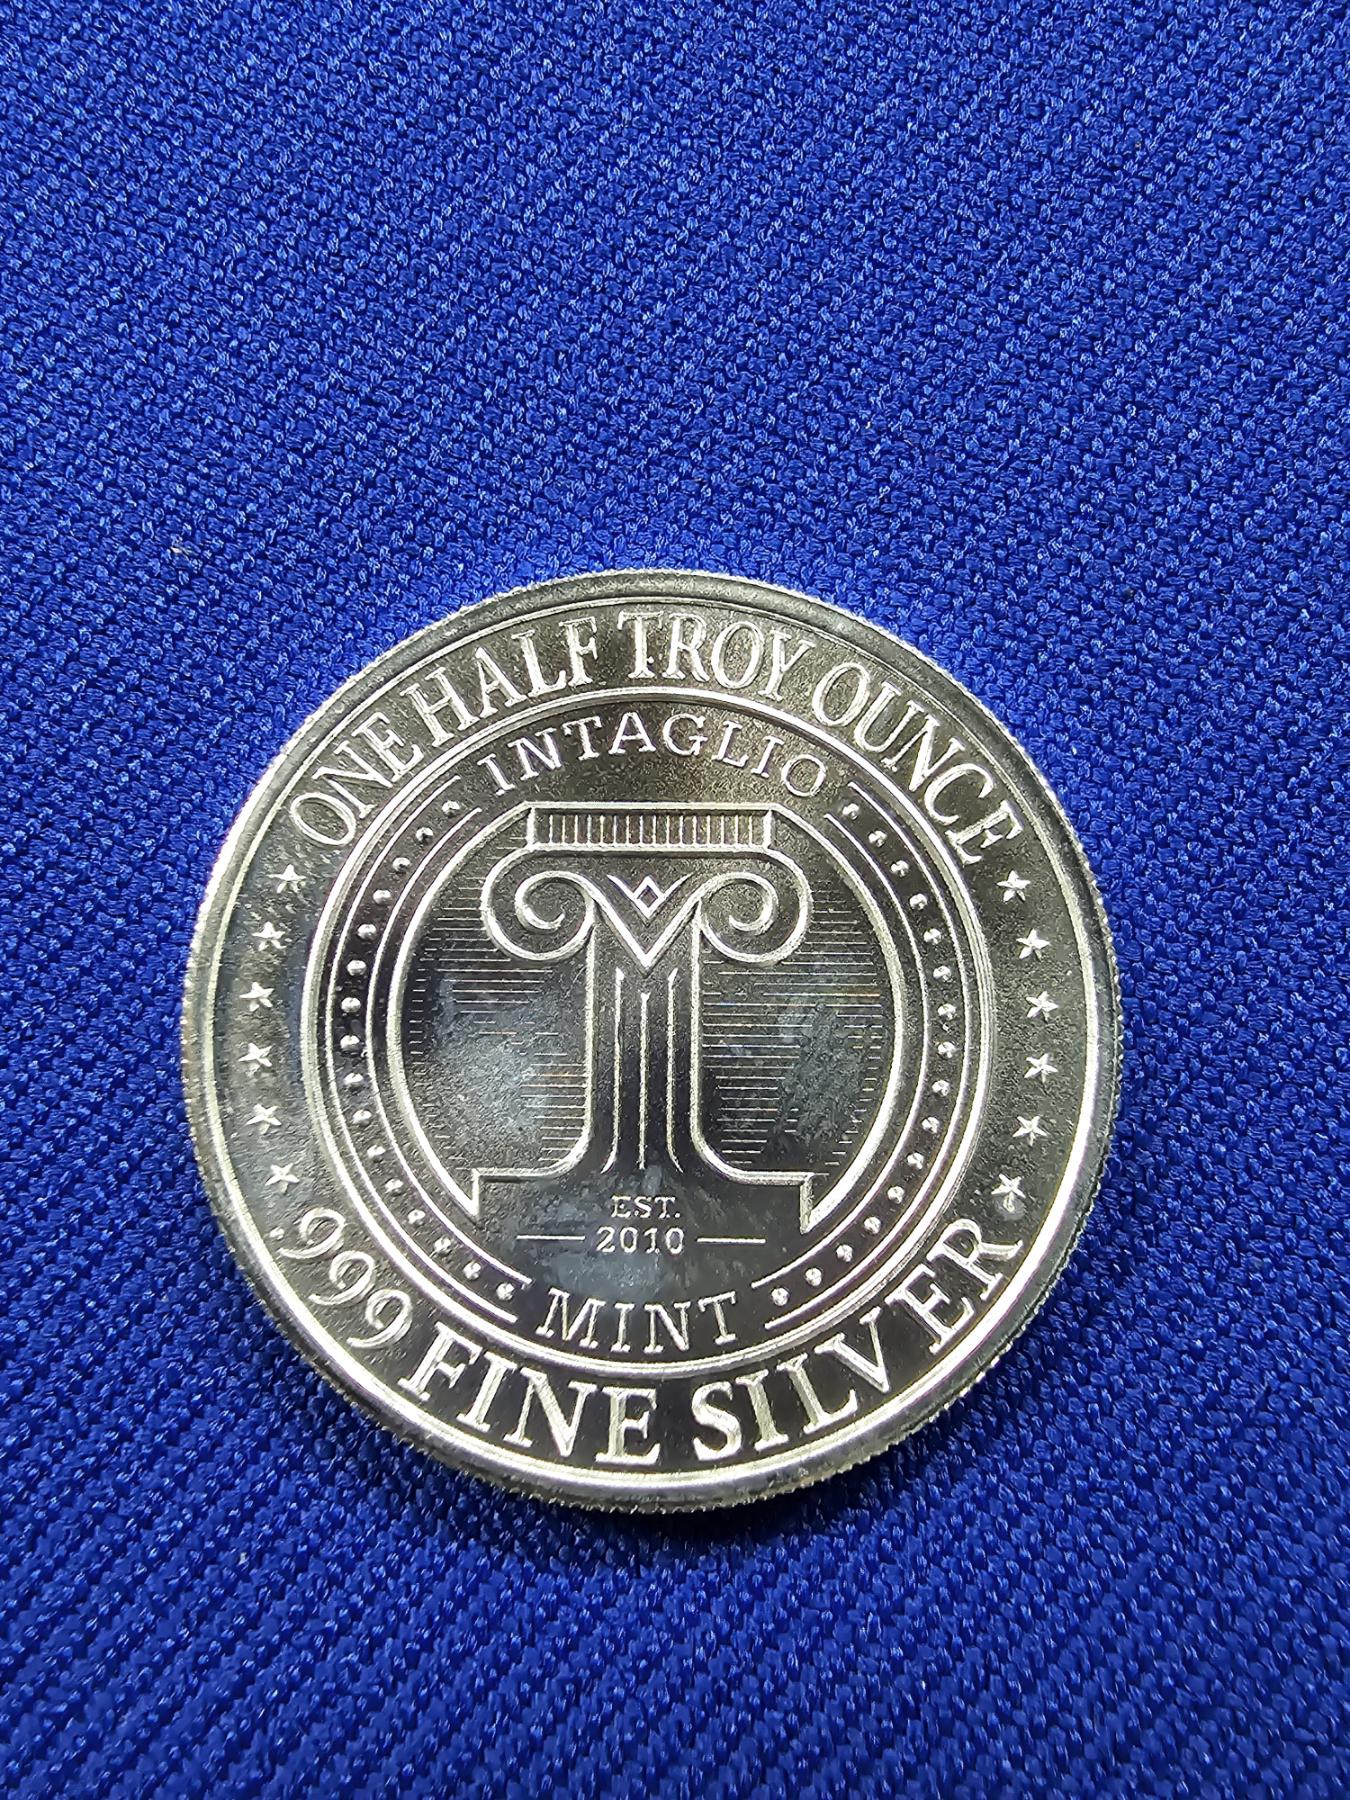 ONE HALF TROY OUNCE
INTAGLIO
EST.
2010
MINT
.999 FINE SILVER